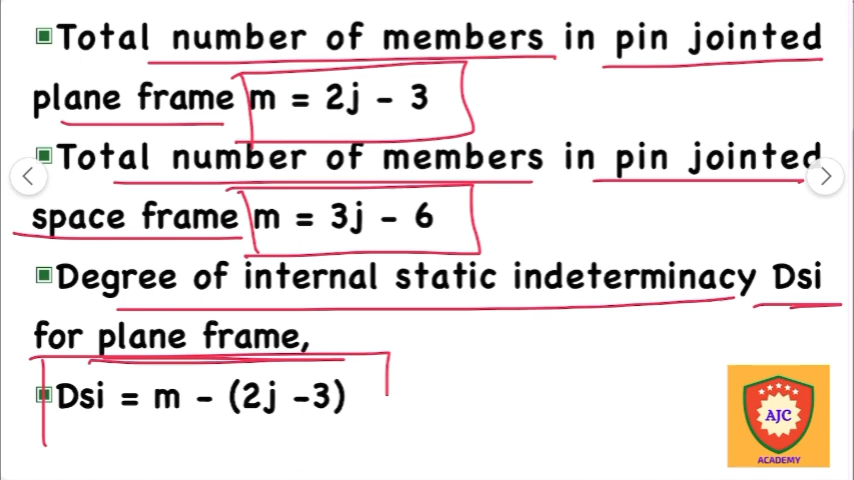 Total number of members in pin jointed
plane frame m = 2j - 3
Total number of members in pin jointed
space frame m = 3j - 6
Degree of internal static indeterminacy Dsi
for plane frame,
Dsi = m - (2j -3)
AJC
ACADEMY